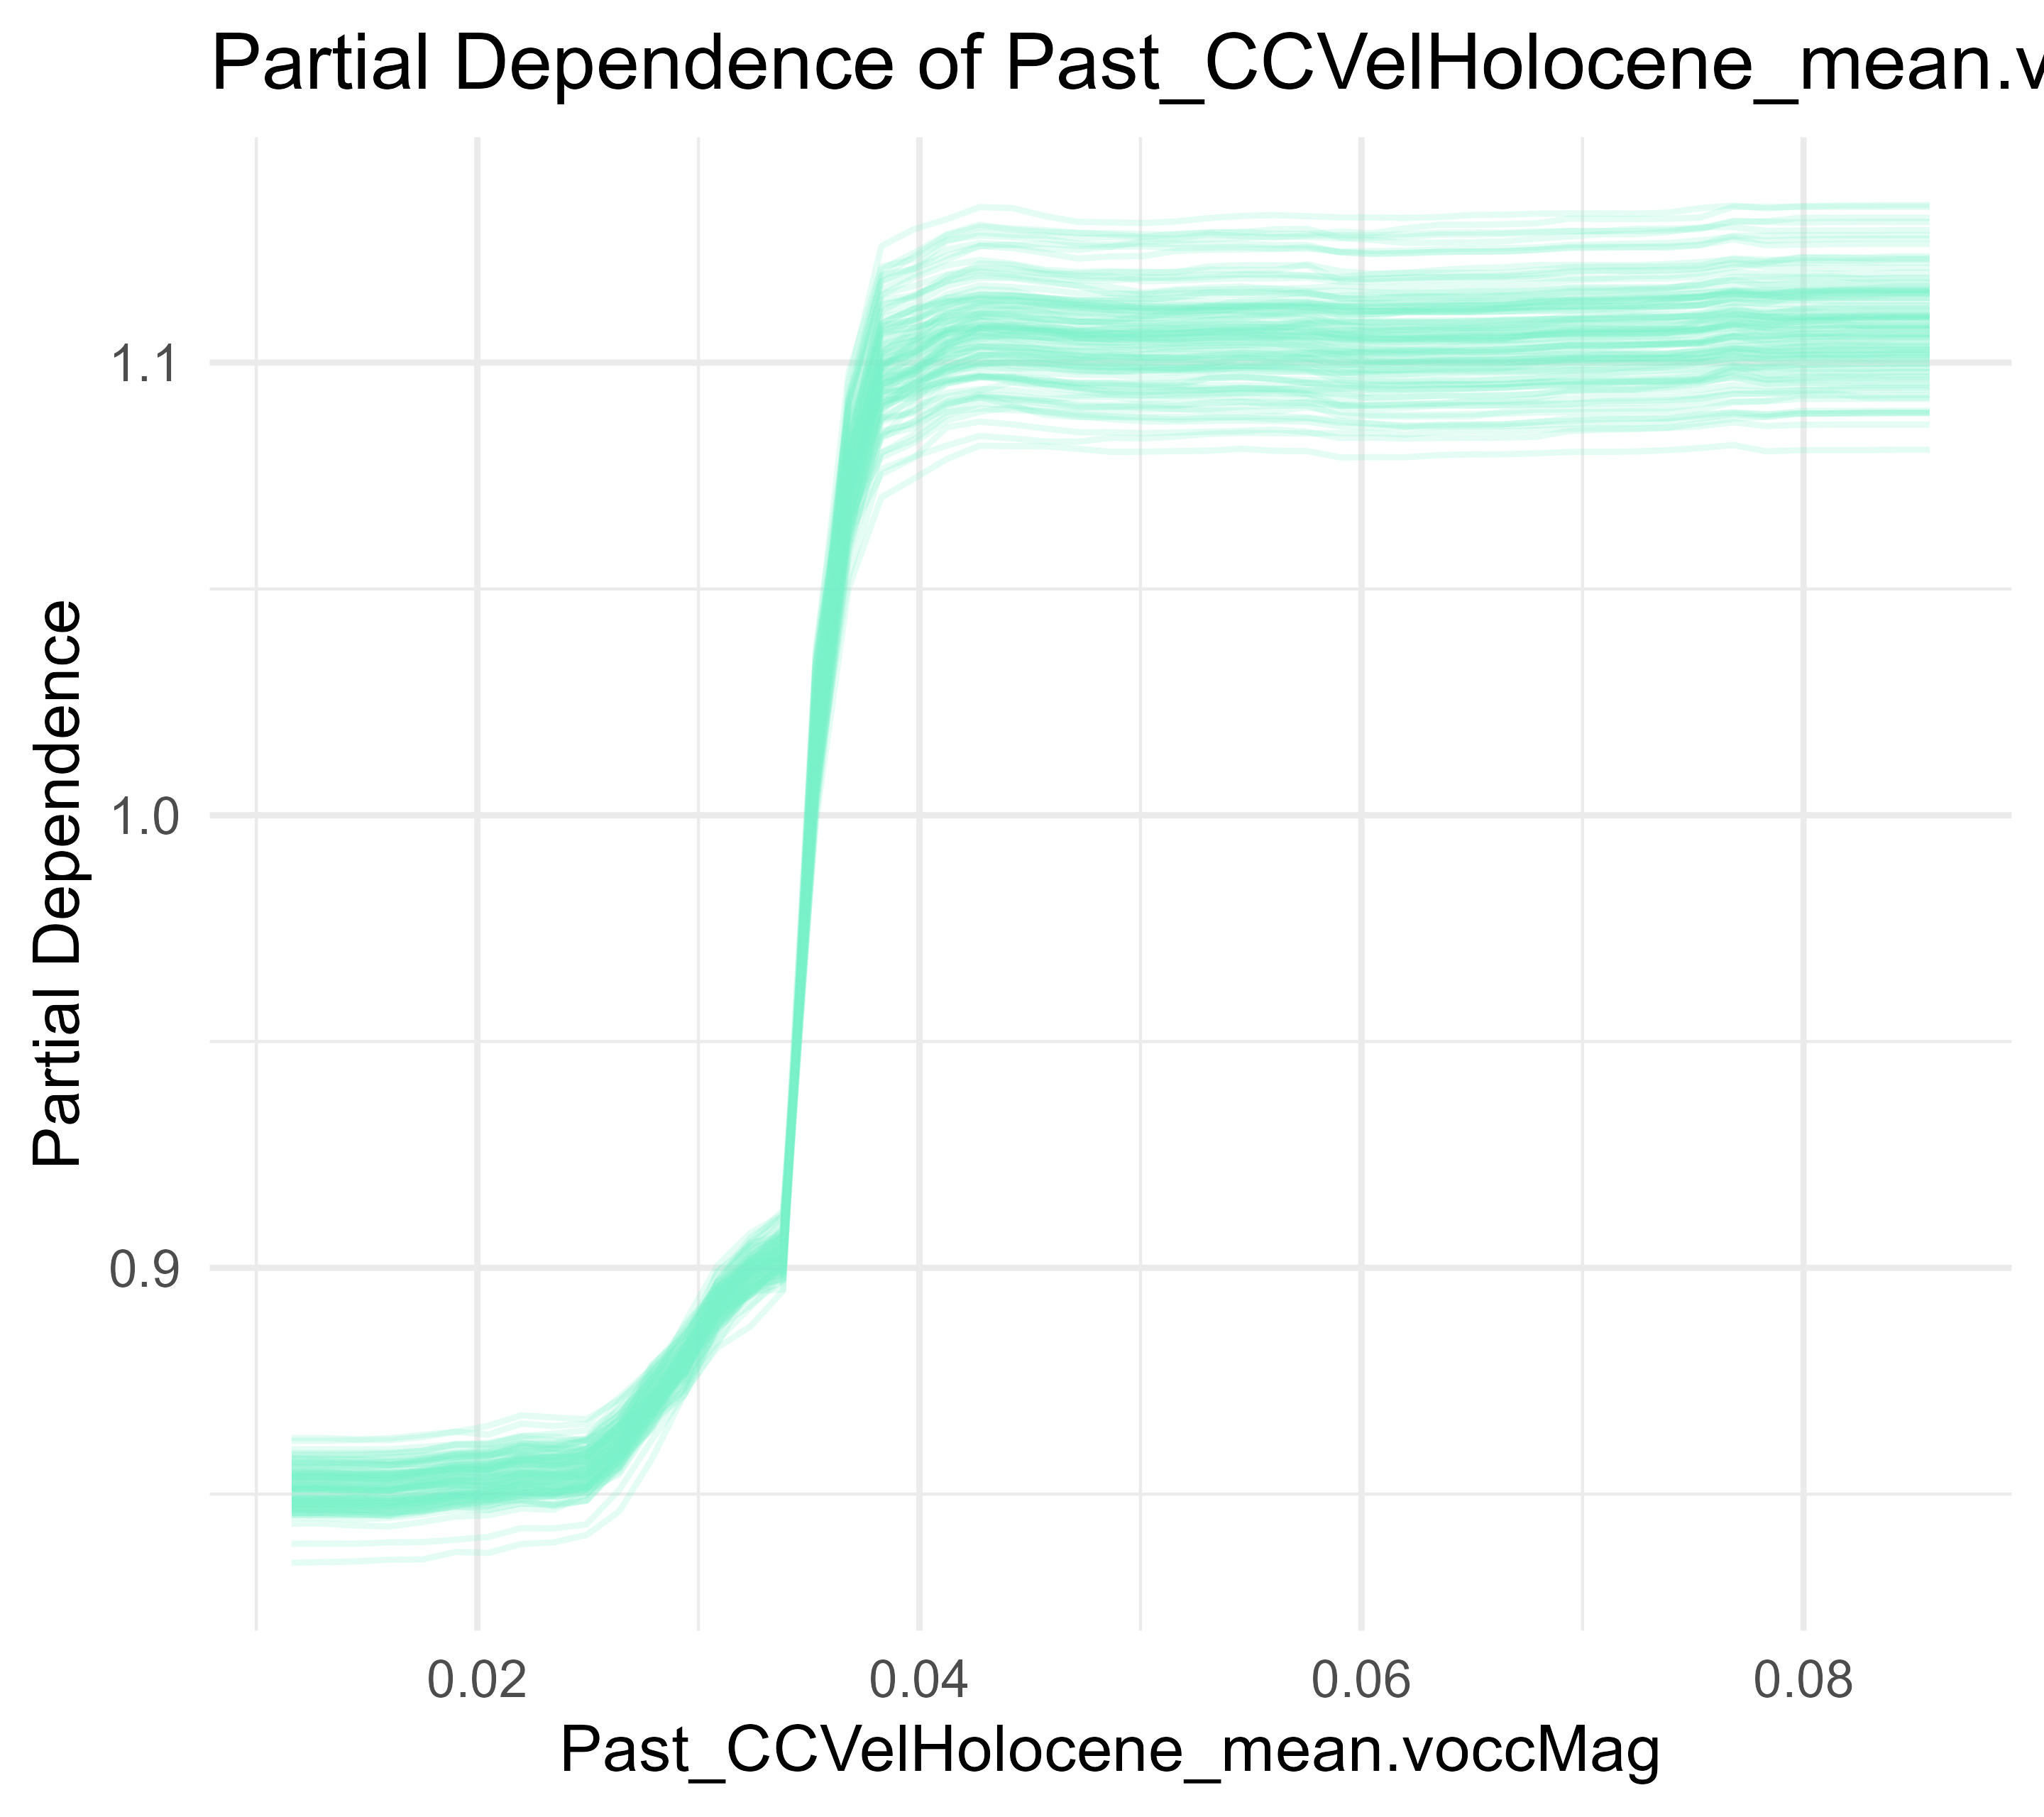 Partial Dependence of Past_CCVelHolocene_mean.v
Partial Dependence
1.1
1.0
0.9
0.02 0.04 0.06 0.08
Past_CCVelHolocene_mean.voccMag